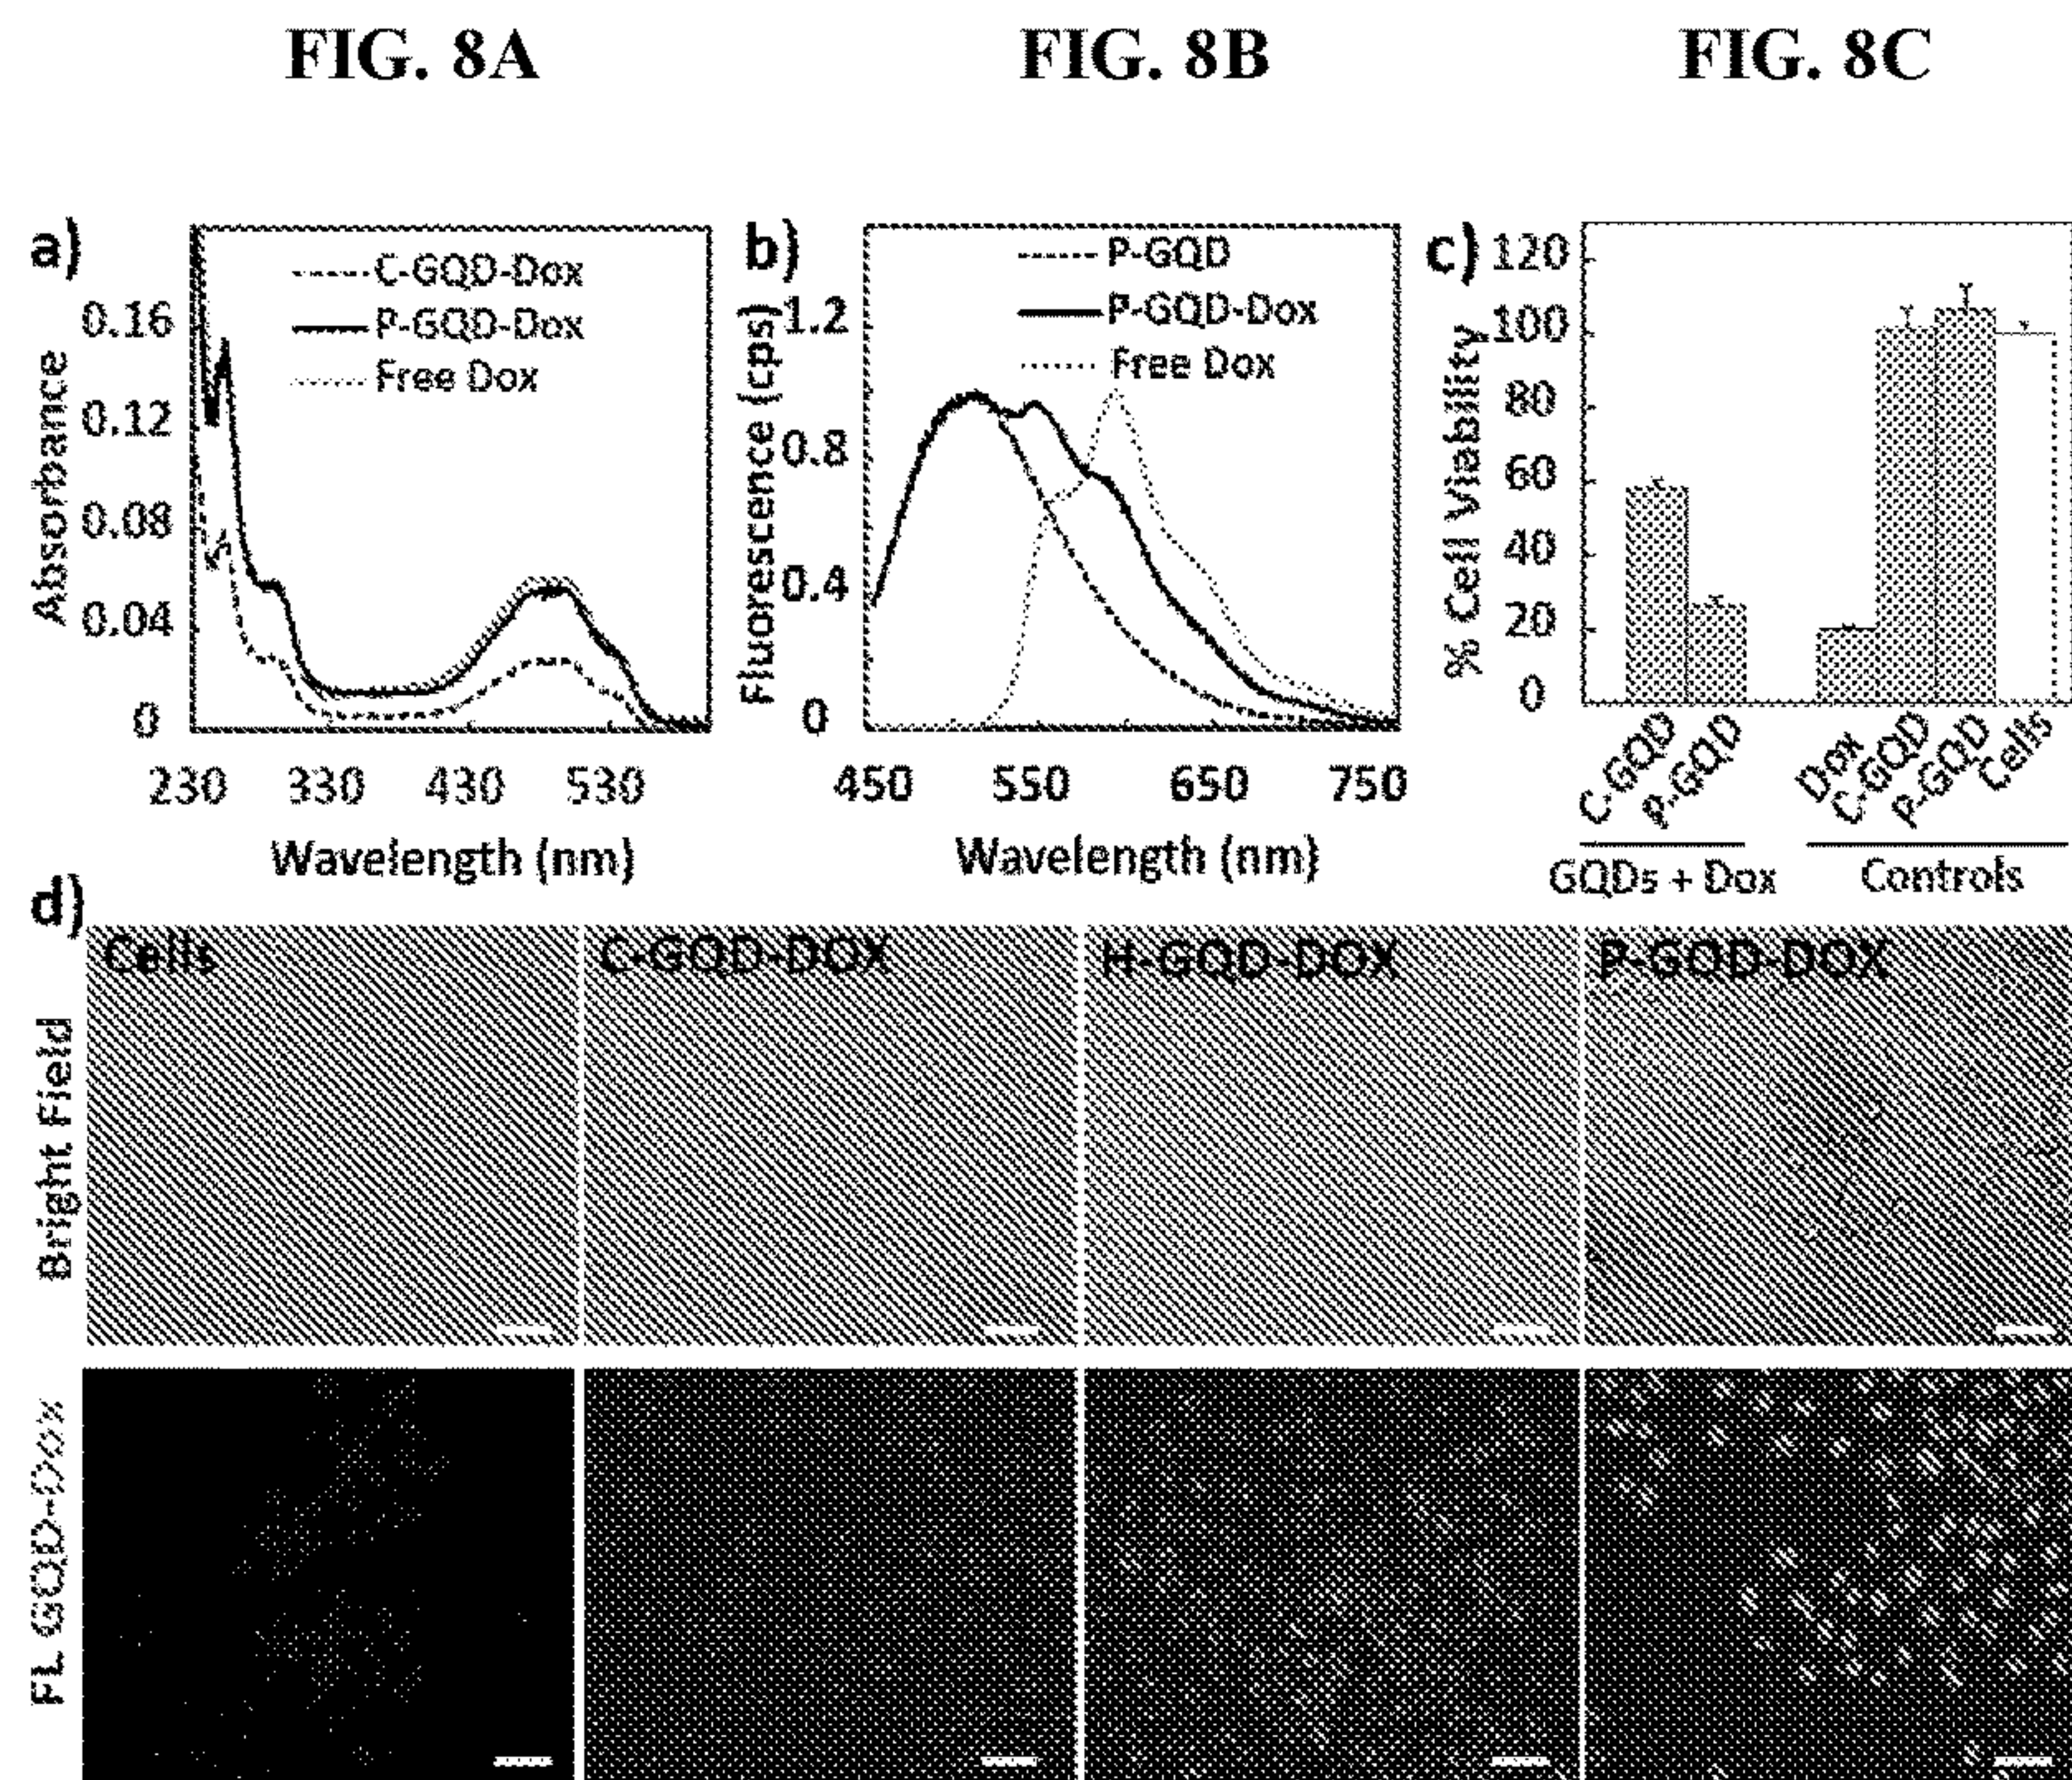 FIG. 8A
FIG. 8B
FIG. 8C
a)
Absorbance
0.16
0.12
0.08
0.04
0
C-GQD-Dox
P-GQD-Dox
Free Dox
230 330 430 530
Wavelength (nm)
b)
Fluorescence (cps)
1.2
0.8
0.4
0
P-GQD
P-GQD-Dox
Free Dox
450 550 650 750
Wavelength (nm)
c)
% Cell Viability
120
100
80
60
40
20
0
C-GQD
P-GQD
Dox
C-GQD
P-GQD
Cells
GQDs + Dox
Controls
d)
Bright Field
Cells
C-GQD-DOX
H-GQD-DOX
P-GQD-DOX
FL GQD-Dox